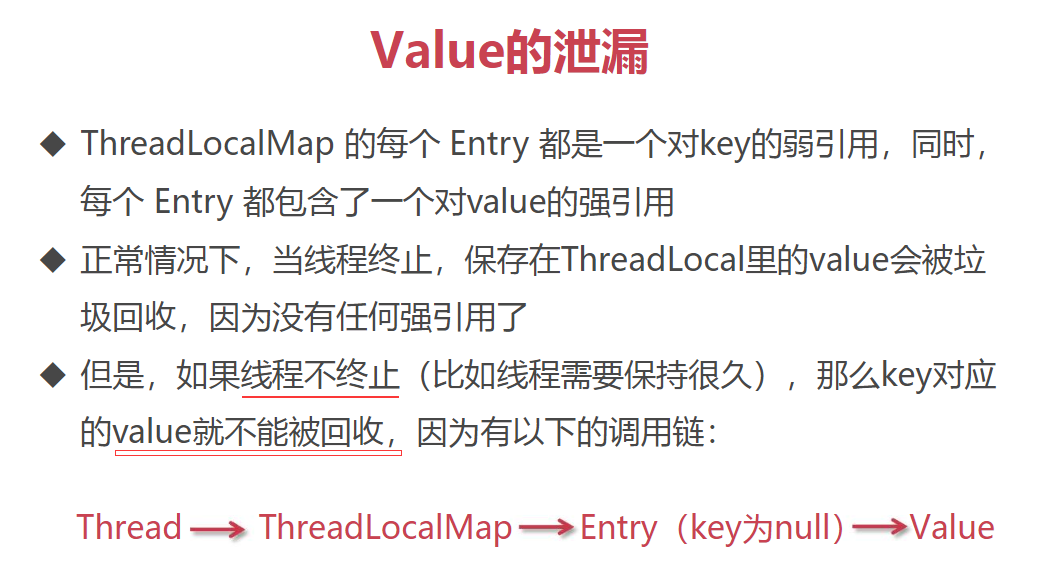 Value的泄漏
ThreadLocalMap 的每个 Entry 都是一个对key的弱引用，同时，
每个 Entry 都包含了一个对value的强引用
正常情况下，当线程终止，保存在ThreadLocal里的value会被垃
圾回收，因为没有任何强引用了
但是，如果线程不终止（比如线程需要保持很久），那么key对应
的value就不能被回收，因为有以下的调用链：
Thread → ThreadLocalMap → Entry（key为null） → Value